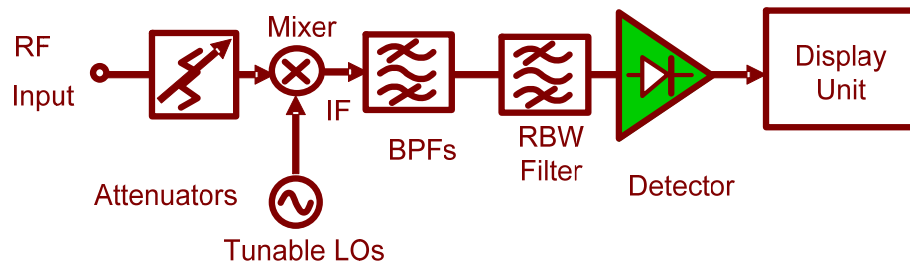 RF
Input
Attenuators
Mixer
Tunable LOs
IF
BPFs
RBW
Filter
Detector
Display
Unit